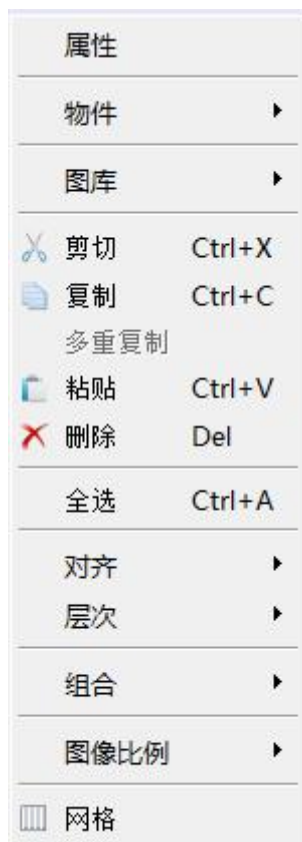 属性
物件
图库
剪切 Ctrl+X
复制 Ctrl+C
多重复制
粘贴 Ctrl+V
删除 Del
全选 Ctrl+A
对齐
层次
组合
图像比例
网格